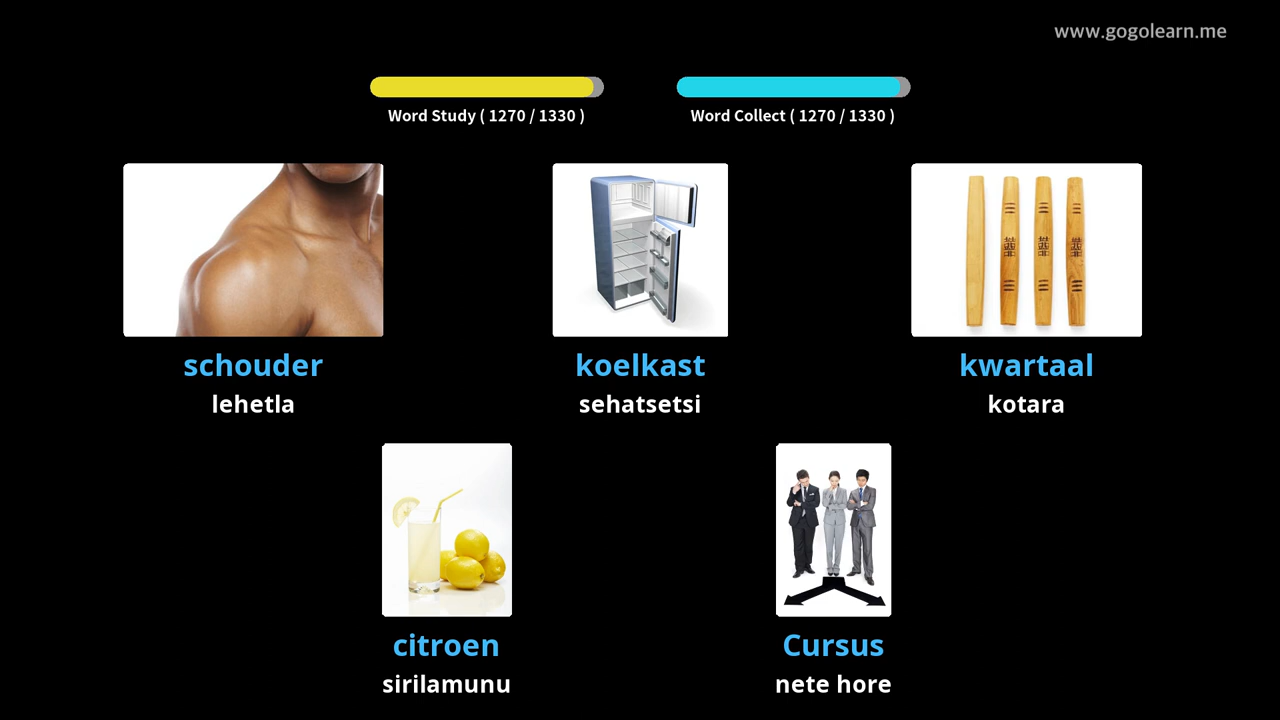 www.gogolearn.me
Word Study ( 1270 / 1330 )
Word Collect ( 1270 / 1330 )
schouder
koelkast
kwartaal
lehetla
sehatsetsi
kotara
citroen
Cursus
sirilamunu
nete hore